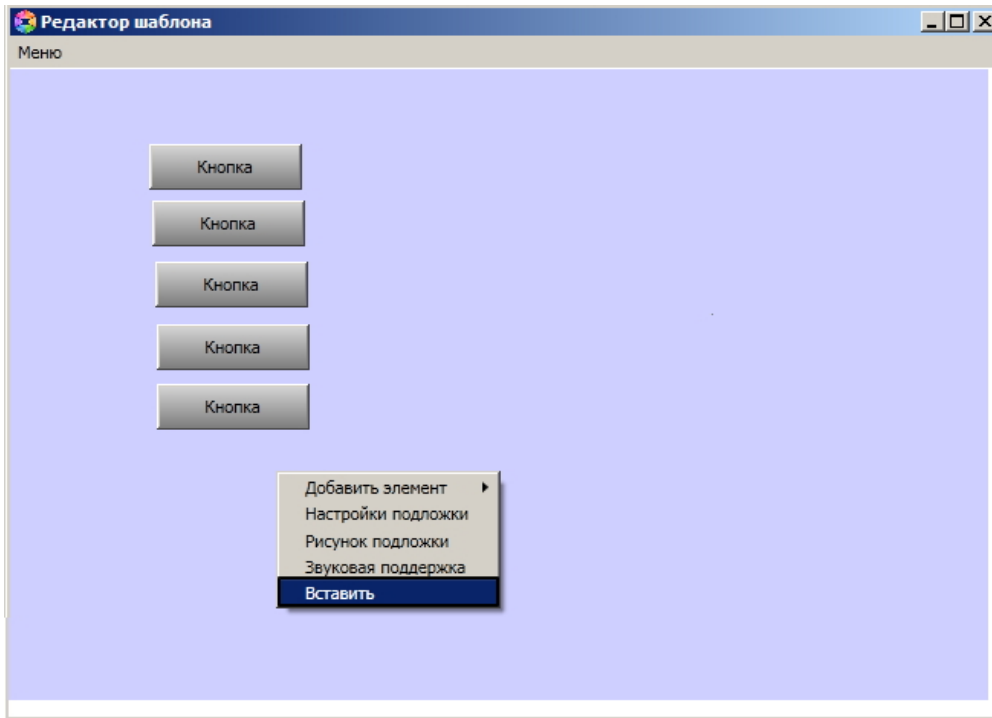 Редактор шаблона
Меню
Кнопка
Кнопка
Кнопка
Кнопка
Кнопка
Добавить элемент
Настройки подложки
Рисунок подложки
Звуковая поддержка
Вставить